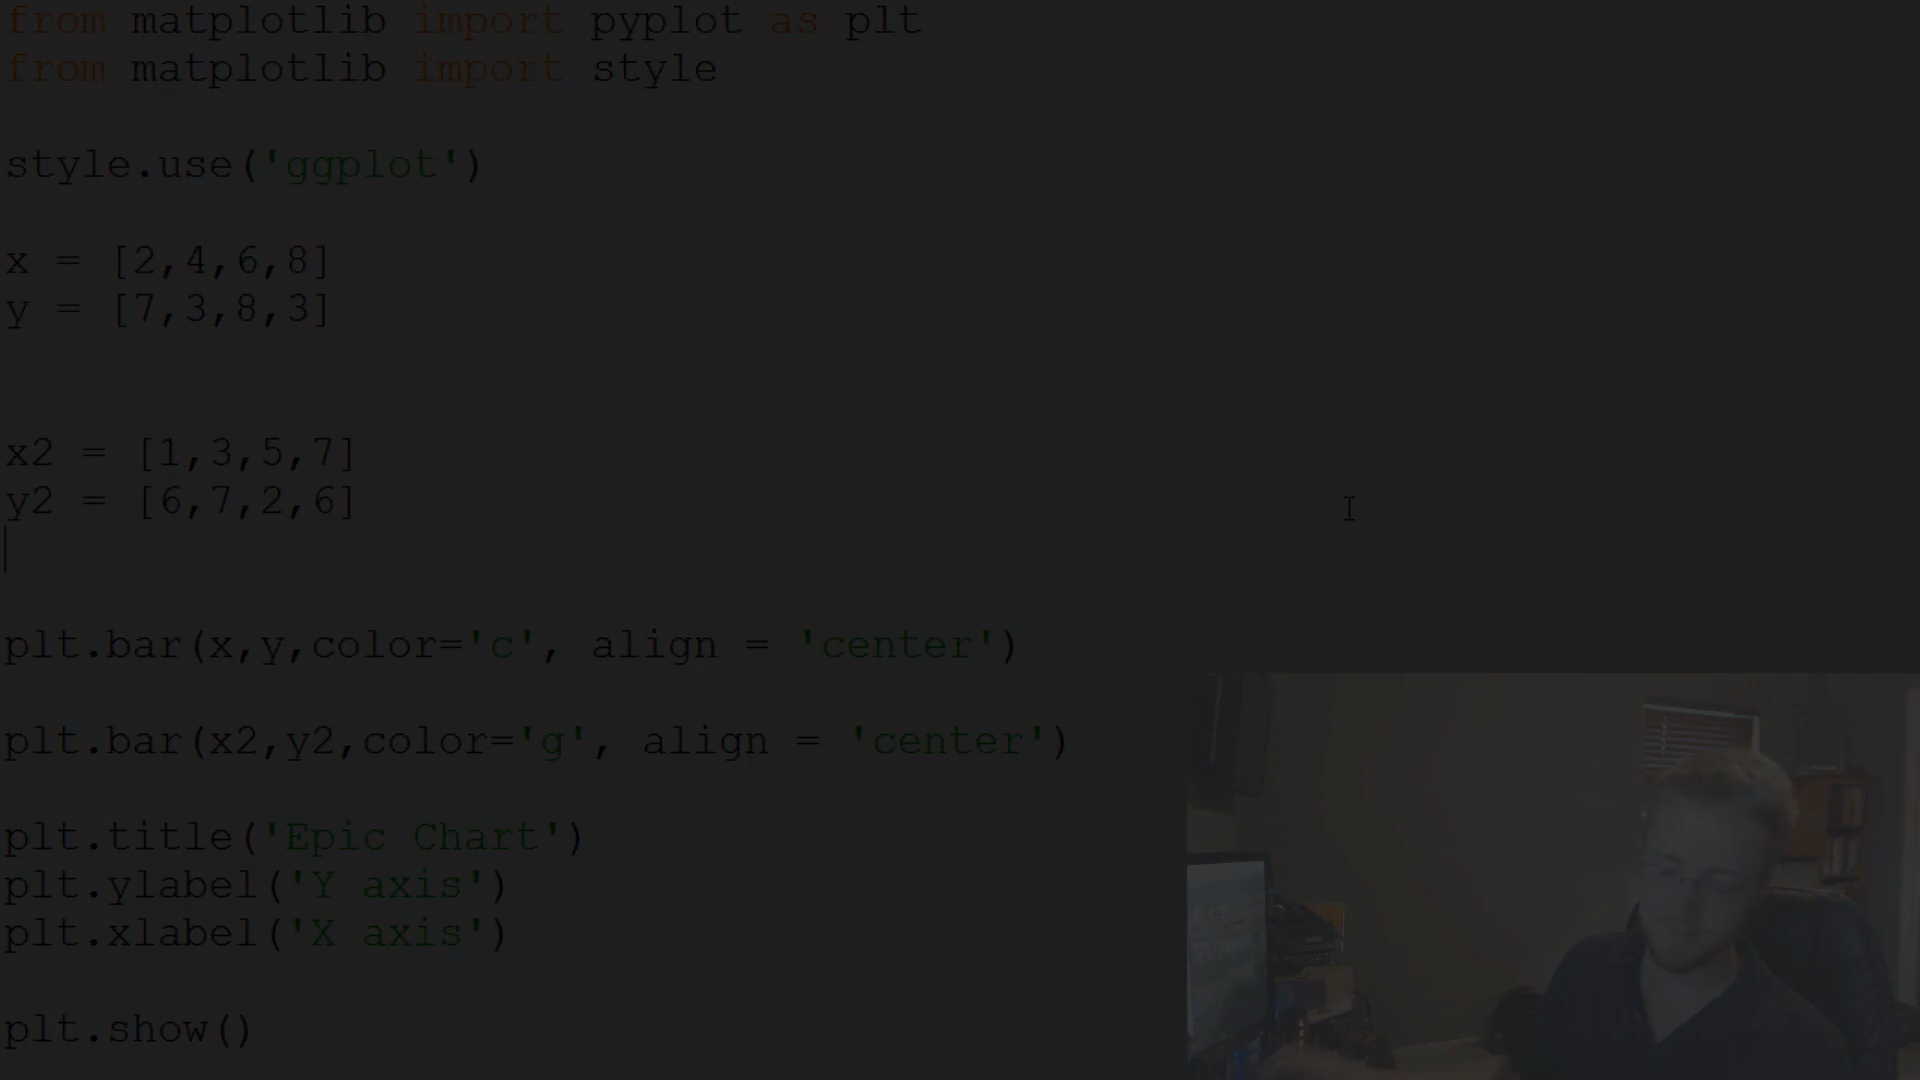 from matplotlib import pyplot as plt
from matplotlib import style
style.use('ggplot')
x = [2,4,6,8]
y = [7,3,8,3]
x2 = [1,3,5,7]
y2 = [6,7,2,6]
plt.bar(x,y,color='c', align = 'center')
plt.bar(x2,y2,color='g', align = 'center')
plt.title('Epic Chart')
plt.ylabel('Y axis')
plt.xlabel('X axis')
plt.show()